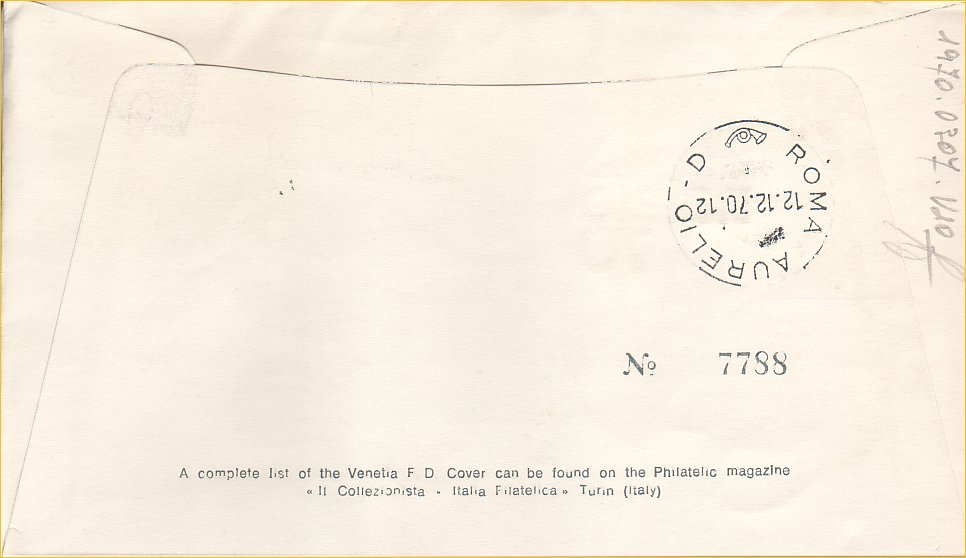 ROMA AURELIO-D
12.12.70.12
No 7788
A complete list of the Venetia F D Cover can be found on the Philatelic magazine
« Il Collezionista - Italia Filatelica » Turin (Italy)